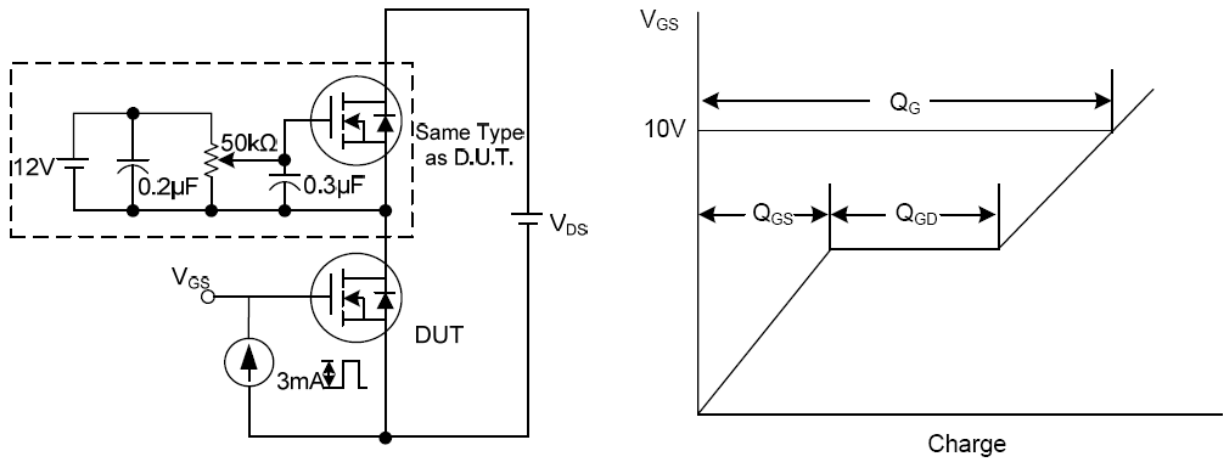 12V
0.2µF
50kΩ
0.3µF
Same Type
as D.U.T.
V_DS
V_GS
DUT
3mA
V_GS
10V
Q_G
Q_GS
Q_GD
Charge